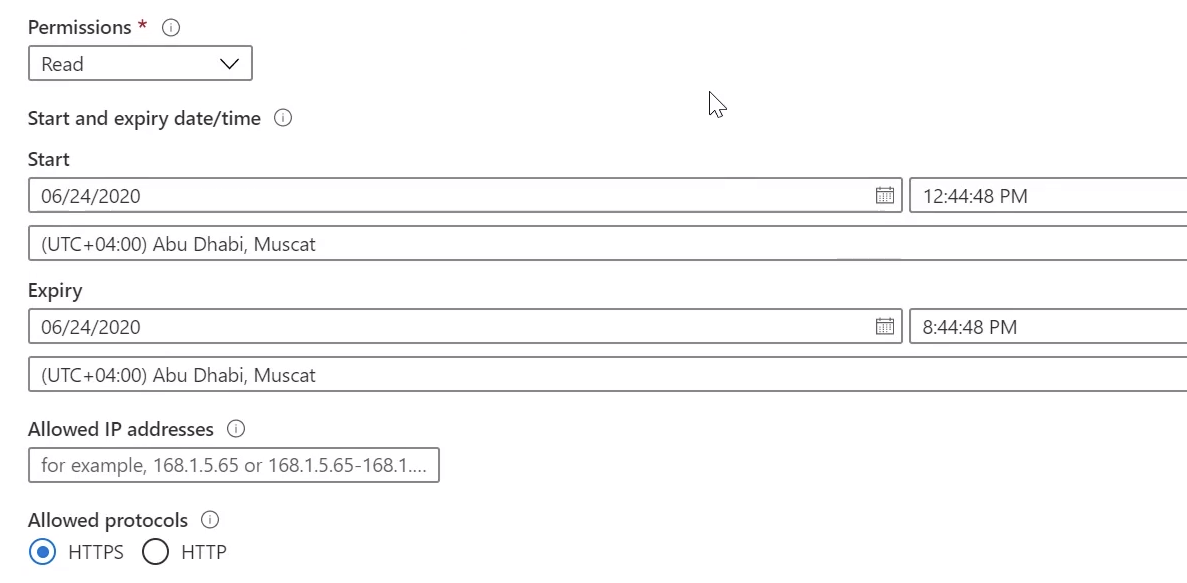 Permissions *
Read
Start and expiry date/time
Start
06/24/2020 12:44:48 PM
(UTC+04:00) Abu Dhabi, Muscat
Expiry
06/24/2020 8:44:48 PM
(UTC+04:00) Abu Dhabi, Muscat
Allowed IP addresses
for example, 168.1.5.65 or 168.1.5.65-168.1....
Allowed protocols
HTTPS HTTP